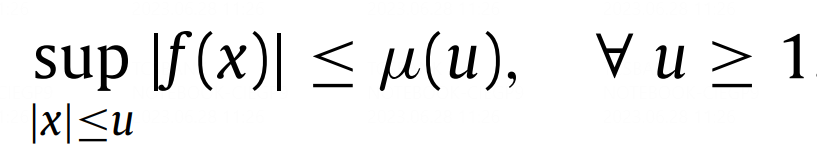 sup |f(x)| ≤ μ(u), ∀ u ≥ 1.
|x|≤u